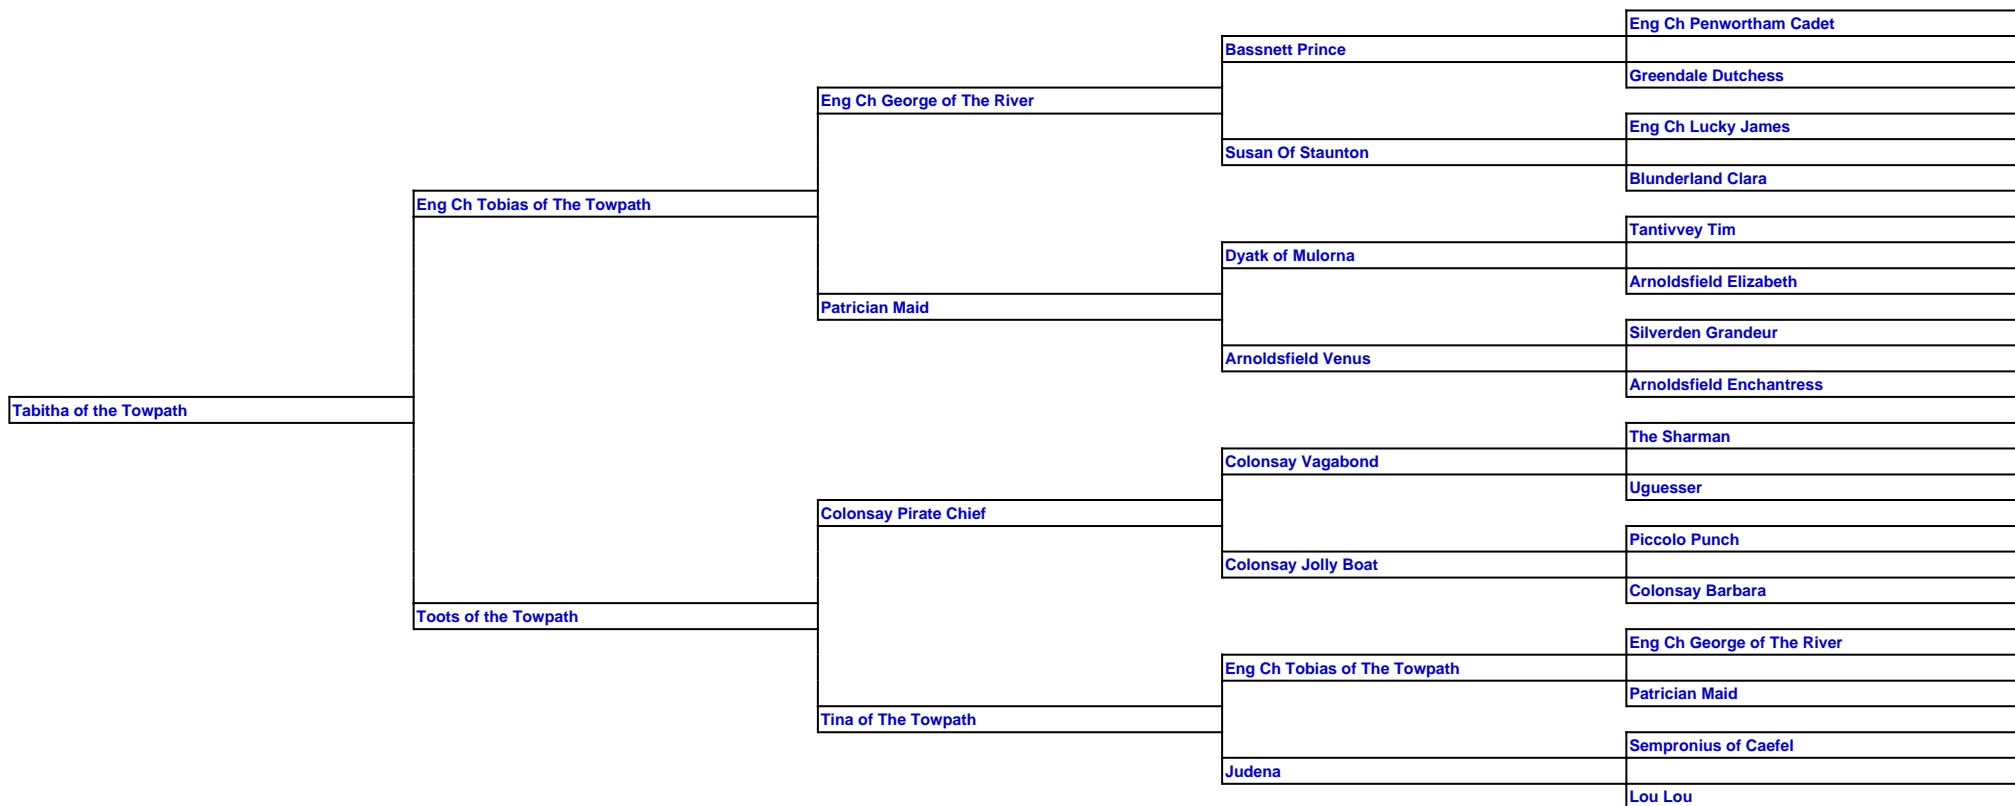 Eng Ch Penwortham Cadet
Bassnett Prince
Greendale Dutchess
Eng Ch George of The River
Eng Ch Lucky James
Susan Of Staunton
Blunderland Clara
Eng Ch Tobias of The Towpath
Tantivvey Tim
Dyatk of Mulorna
Arnoldsfield Elizabeth
Patrician Maid
Silverden Grandeur
Arnoldsfield Venus
Arnoldsfield Enchantress
Tabitha of the Towpath
The Sharman
Colonsay Vagabond
Uguesser
Colonsay Pirate Chief
Piccolo Punch
Colonsay Jolly Boat
Colonsay Barbara
Toots of the Towpath
Eng Ch George of The River
Eng Ch Tobias of The Towpath
Patrician Maid
Tina of The Towpath
Sempronius of Caefel
Judena
Lou Lou